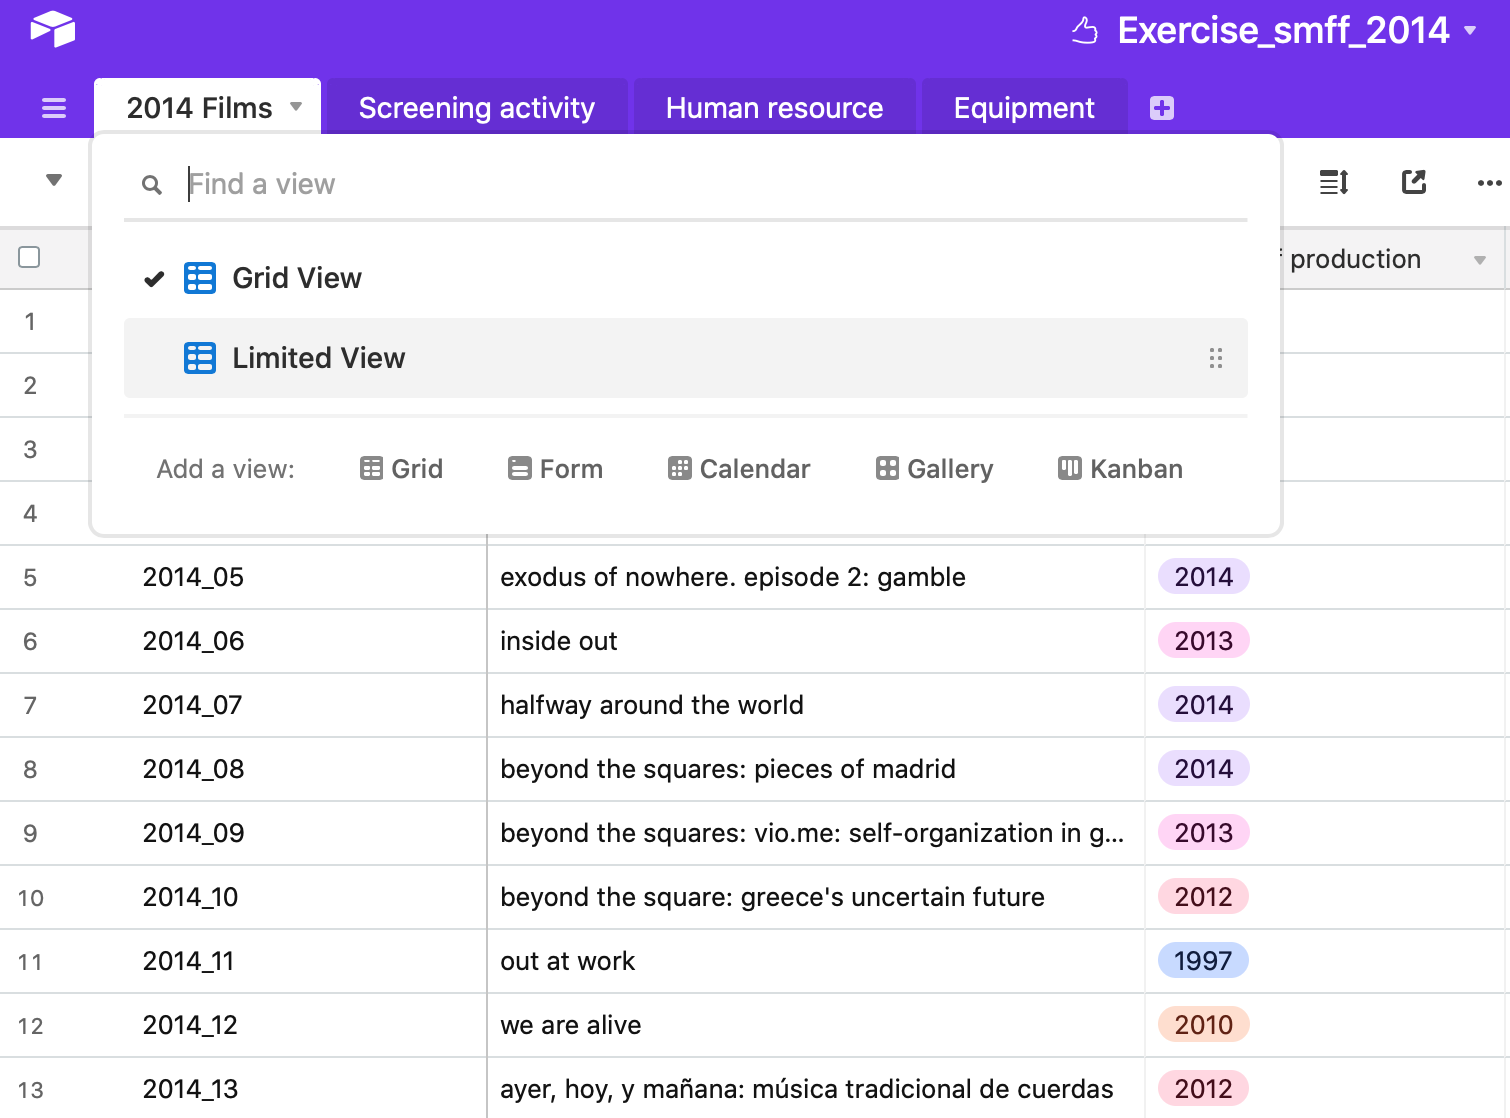 Exercise_smff_2014
2014 Films Screening activity Human resource Equipment
Find a view
Grid View
production
1
Limited View
2
3
Add a view: Grid Form Calendar Gallery Kanban
4
5 2014_05 exodus of nowhere. episode 2: gamble 2014
6 2014_06 inside out 2013
7 2014_07 halfway around the world 2014
8 2014_08 beyond the squares: pieces of madrid 2014
9 2014_09 beyond the squares: vio.me: self-organization in g... 2013
10 2014_10 beyond the square: greece's uncertain future 2012
11 2014_11 out at work 1997
12 2014_12 we are alive 2010
13 2014_13 ayer, hoy, y mañana: música tradicional de cuerdas 2012